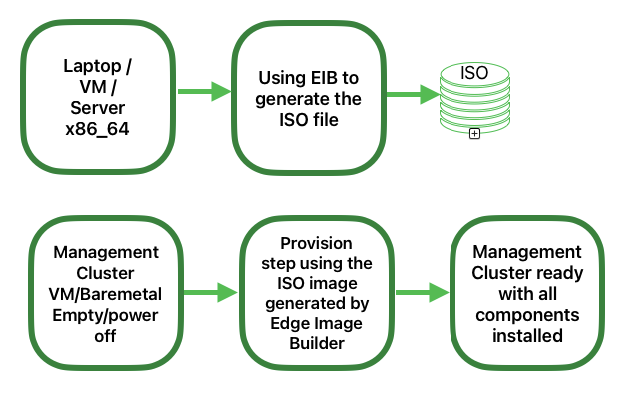 Laptop /
VM /
Server
x86_64
Using EIB to
generate the
ISO file
ISO
Management
Cluster
VM/Baremetal
Empty/power
off
Provision
step using the
ISO image
generated by
Edge Image
Builder
Management
Cluster ready
with all
components
installed